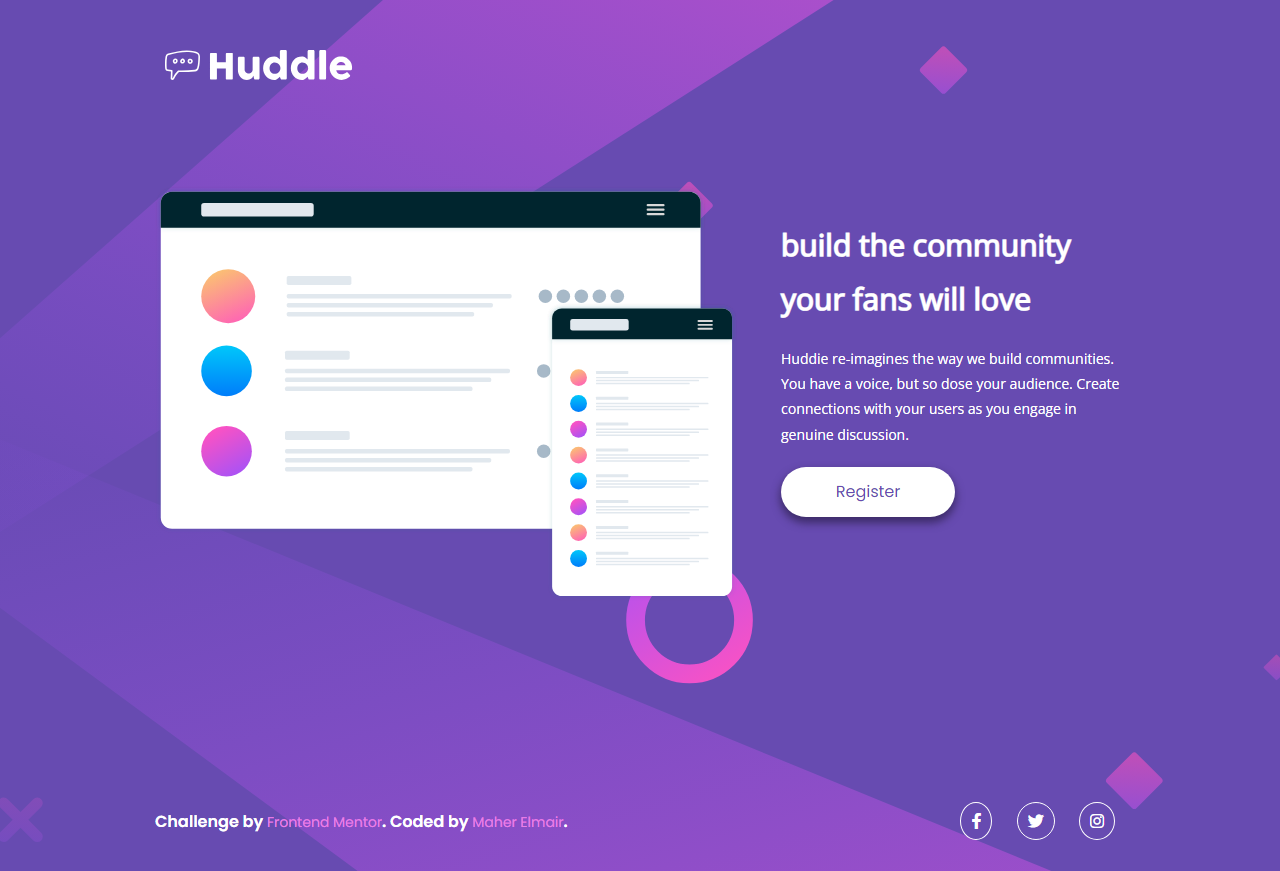 Huddle
build the community
your fans will love
Huddie re-imagines the way we build communities.
You have a voice, but so dose your audience. Create
connections with your users as you engage in
genuine discussion.
Register
Challenge by Frontend Mentor. Coded by Maher Elmair.